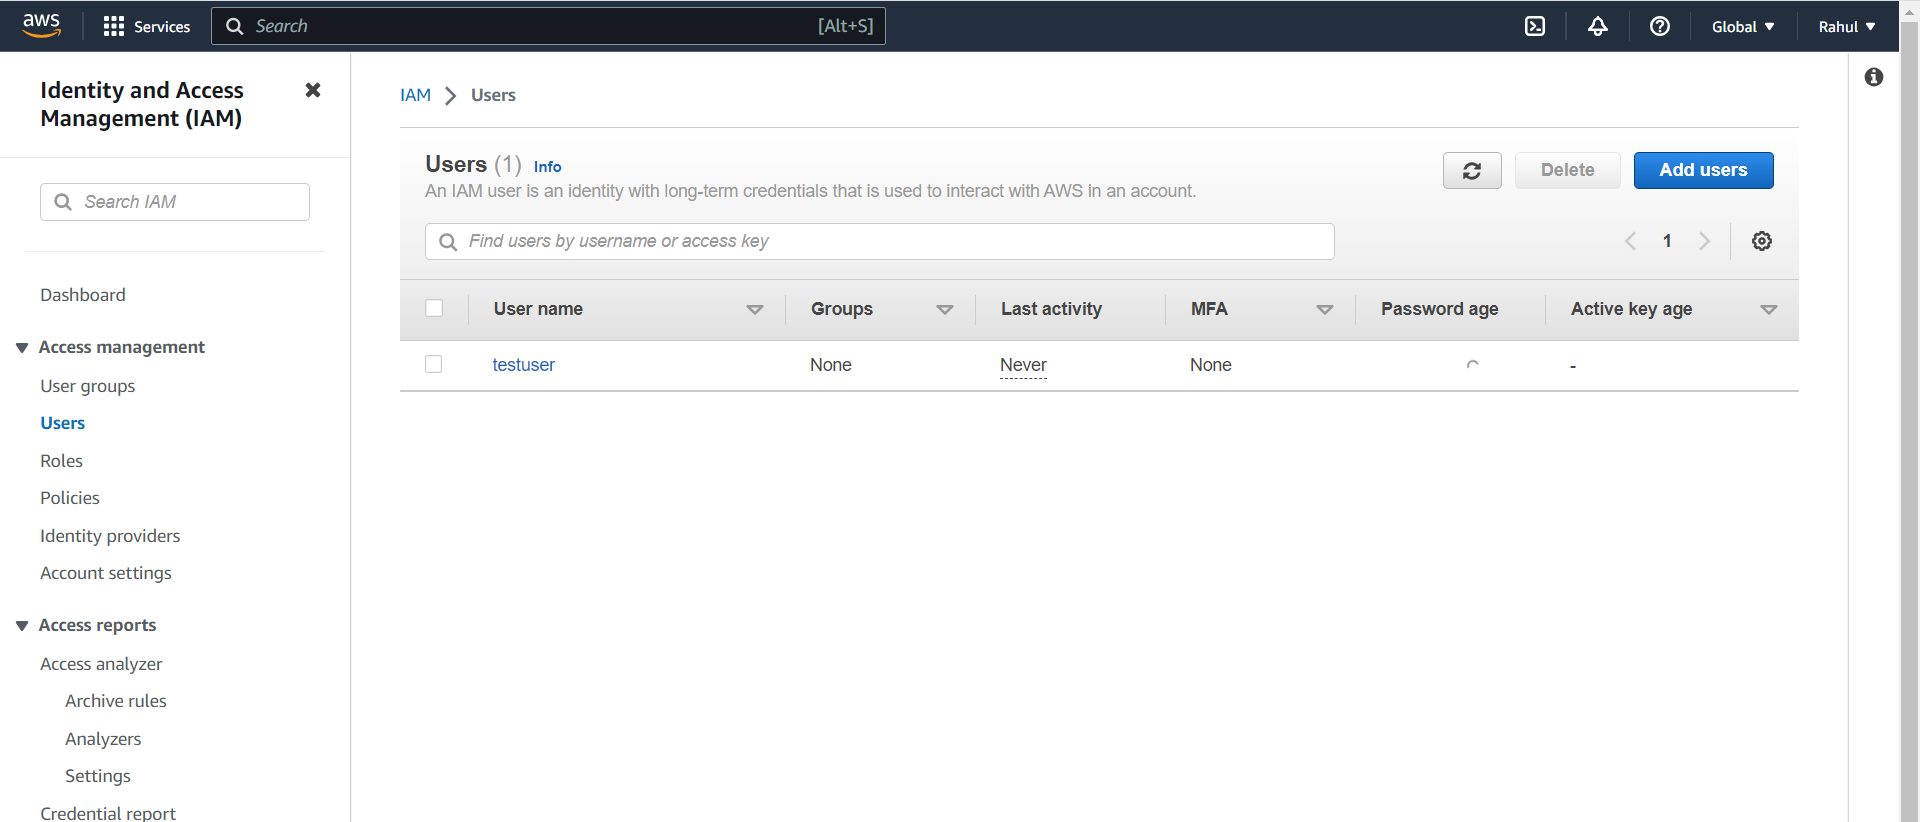 aws
Services
Search
[Alt+S]
Global
Rahul
Identity and Access
Management (IAM)
Search IAM
Dashboard
Access management
User groups
Users
Roles
Policies
Identity providers
Account settings
Access reports
Access analyzer
Archive rules
Analyzers
Settings
Credential report
IAM
Users
Users (1) Info
An IAM user is an identity with long-term credentials that is used to interact with AWS in an account.
Delete
Add users
Find users by username or access key
1
User name Groups Last activity MFA Password age Active key age
testuser None Never None -